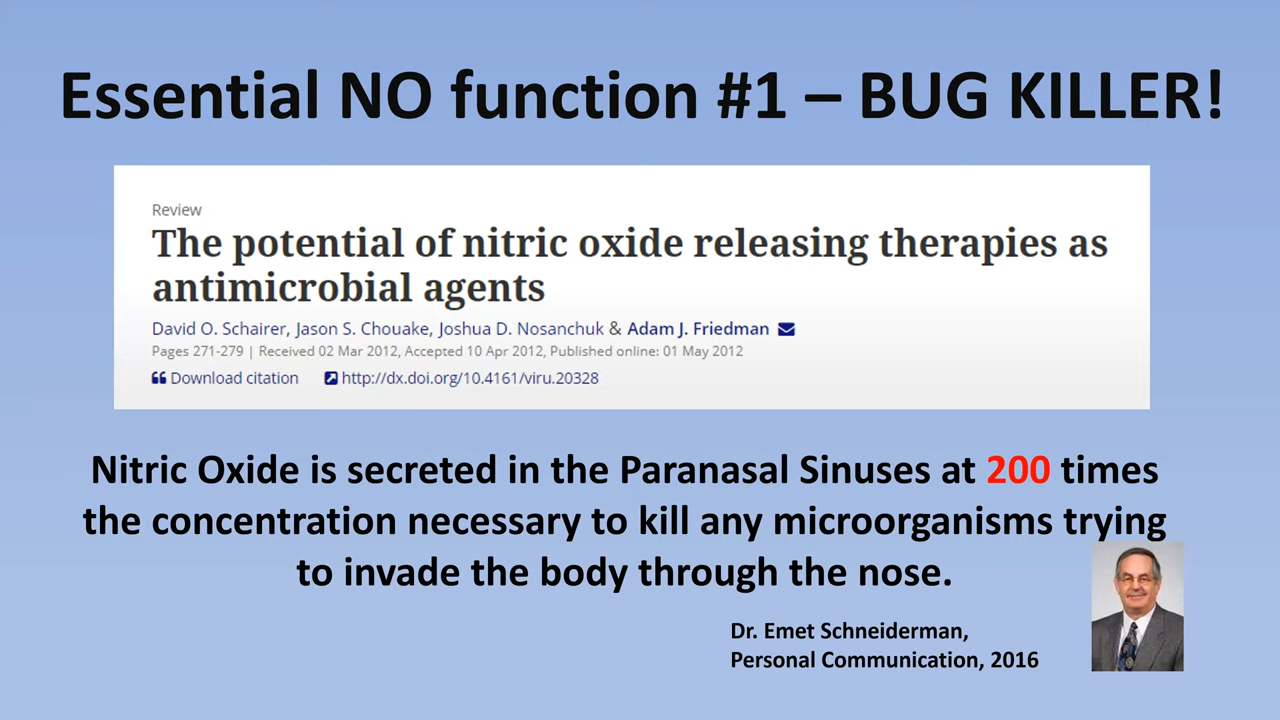 Essential NO function #1 – BUG KILLER!
Review
The potential of nitric oxide releasing therapies as
antimicrobial agents
David O. Schairer, Jason S. Chouake, Joshua D. Nosanchuk & Adam J. Friedman
Pages 271-279 | Received 02 Mar 2012, Accepted 10 Apr 2012, Published online: 01 May 2012
Download citation http://dx.doi.org/10.4161/viru.20328
Nitric Oxide is secreted in the Paranasal Sinuses at 200 times
the concentration necessary to kill any microorganisms trying
to invade the body through the nose.
Dr. Emet Schneiderman,
Personal Communication, 2016